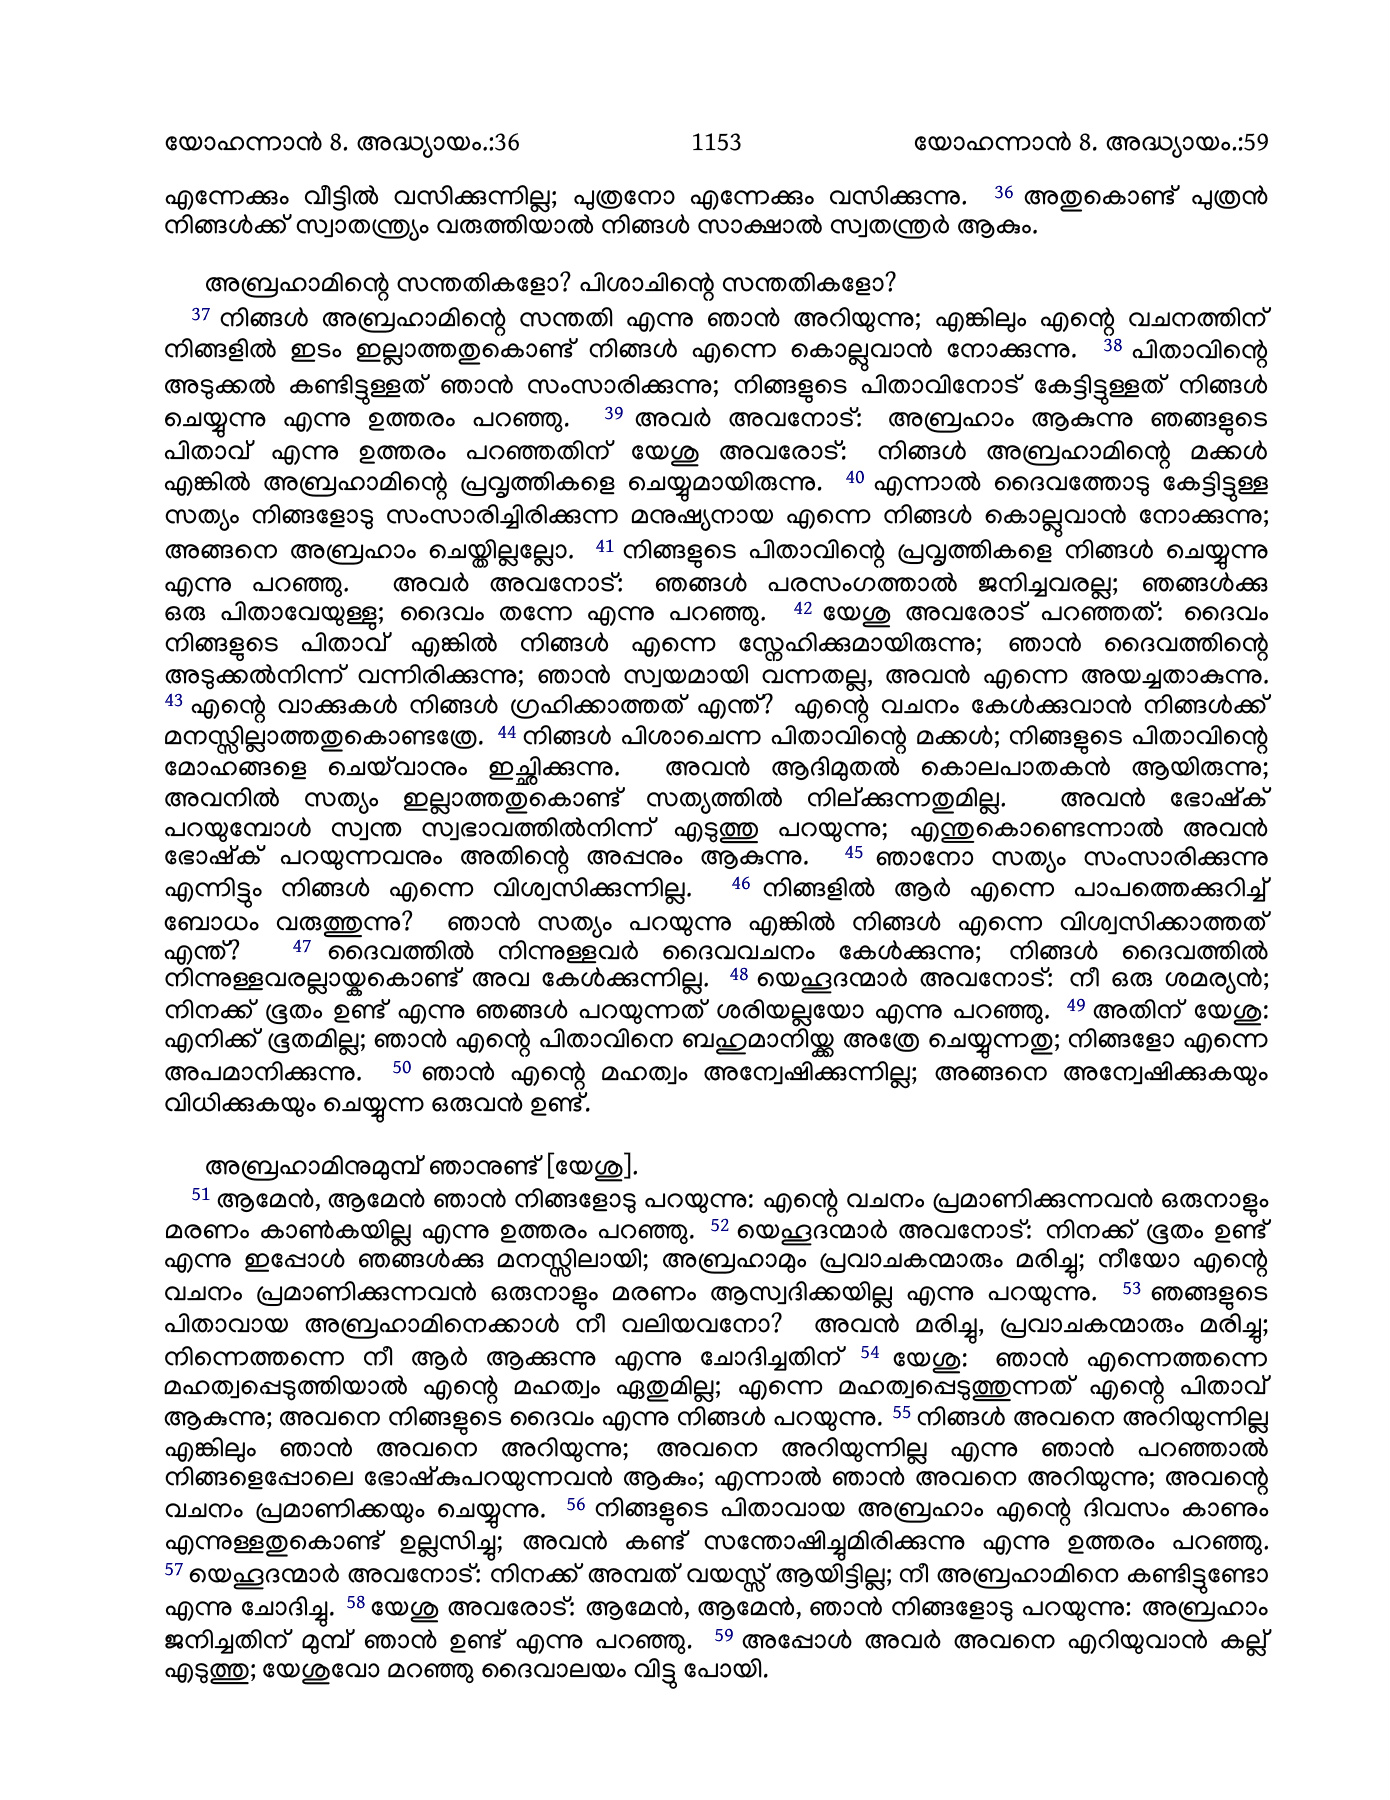 യോഹന്നാൻ 8. അദ്ധ്യായം.:36 1153 യോഹന്നാൻ 8. അദ്ധ്യായം.:59
എന്നേക്കും വീട്ടിൽ വസിക്കുന്നില്ല; പുത്രനോ എന്നേക്കും വസിക്കുന്നു. 36 അതുകൊണ്ട് പുത്രൻ
നിങ്ങൾക്ക് സ്വാതന്ത്ര്യം വരുത്തിയാൽ നിങ്ങൾ സാക്ഷാൽ സ്വതന്ത്രർ ആകും.
അബ്രഹാമിന്റെ സന്തതികളോ? പിശാചിന്റെ സന്തതികളോ?
37 നിങ്ങൾ അബ്രഹാമിന്റെ സന്തതി എന്നു ഞാൻ അറിയുന്നു; എങ്കിലും എന്റെ വചനത്തിന്
നിങ്ങളിൽ ഇടം ഇല്ലാത്തതുകൊണ്ട് നിങ്ങൾ എന്നെ കൊല്ലുവാൻ നോക്കുന്നു. 38 പിതാവിന്റെ
അടുക്കൽ കണ്ടിട്ടുള്ളത് ഞാൻ സംസാരിക്കുന്നു; നിങ്ങളുടെ പിതാവിനോട് കേട്ടിട്ടുള്ളത് നിങ്ങൾ
ചെയ്യുന്നു എന്നു ഉത്തരം പറഞ്ഞു. 39 അവർ അവനോട്: അബ്രഹാം ആകുന്നു ഞങ്ങളുടെ
പിതാവ് എന്നു ഉത്തരം പറഞ്ഞതിന് യേശു അവരോട്: നിങ്ങൾ അബ്രഹാമിന്റെ മക്കൾ
എങ്കിൽ അബ്രഹാമിന്റെ പ്രവൃത്തികളെ ചെയ്യുമായിരുന്നു. 40 എന്നാൽ ദൈവത്തോടു കേട്ടിട്ടുള്ള
സത്യം നിങ്ങളോടു സംസാരിച്ചിരിക്കുന്ന മനുഷ്യനായ എന്നെ നിങ്ങൾ കൊല്ലുവാൻ നോക്കുന്നു;
അങ്ങനെ അബ്രഹാം ചെയ്തില്ലല്ലോ. 41 നിങ്ങളുടെ പിതാവിന്റെ പ്രവൃത്തികളെ നിങ്ങൾ ചെയ്യുന്നു
എന്നു പറഞ്ഞു. അവർ അവനോട്: ഞങ്ങൾ പരസംഗത്താൽ ജനിച്ചവരല്ല; ഞങ്ങൾക്കു
ഒരു പിതാവേയുള്ളു; ദൈവം തന്നേ എന്നു പറഞ്ഞു. 42 യേശു അവരോട് പറഞ്ഞത്: ദൈവം
നിങ്ങളുടെ പിതാവ് എങ്കിൽ നിങ്ങൾ എന്നെ സ്നേഹിക്കുമായിരുന്നു; ഞാൻ ദൈവത്തിന്റെ
അടുക്കൽനിന്ന് വന്നിരിക്കുന്നു; ഞാൻ സ്വയമായി വന്നതല്ല, അവൻ എന്നെ അയച്ചതാകുന്നു.
43 എന്റെ വാക്കുകൾ നിങ്ങൾ ഗ്രഹിക്കാത്തത് എന്ത്? എന്റെ വചനം കേൾക്കുവാൻ നിങ്ങൾക്ക്
മനസ്സില്ലാത്തതുകൊണ്ടത്രേ. 44 നിങ്ങൾ പിശാചെന്ന പിതാവിന്റെ മക്കൾ; നിങ്ങളുടെ പിതാവിന്റെ
മോഹങ്ങളെ ചെയ്‌വാനും ഇച്ഛിക്കുന്നു. അവൻ ആദിമുതൽ കൊലപാതകൻ ആയിരുന്നു;
അവനിൽ സത്യം ഇല്ലാത്തതുകൊണ്ട് സത്യത്തിൽ നില്ക്കുന്നതുമില്ല. അവൻ ഭോഷ്ക്
പറയുമ്പോൾ സ്വന്ത സ്വഭാവത്തിൽനിന്ന് എടുത്തു പറയുന്നു; എന്തുകൊണ്ടെന്നാൽ അവൻ
ഭോഷ്ക് പറയുന്നവനും അതിന്റെ അപ്പനും ആകുന്നു. 45 ഞാനോ സത്യം സംസാരിക്കുന്നു
എന്നിട്ടും നിങ്ങൾ എന്നെ വിശ്വസിക്കുന്നില്ല. 46 നിങ്ങളിൽ ആർ എന്നെ പാപത്തെക്കുറിച്ച്
ബോധം വരുത്തുന്നു? ഞാൻ സത്യം പറയുന്നു എങ്കിൽ നിങ്ങൾ എന്നെ വിശ്വസിക്കാത്തത്
എന്ത്? 47 ദൈവത്തിൽ നിന്നുള്ളവർ ദൈവവചനം കേൾക്കുന്നു; നിങ്ങൾ ദൈവത്തിൽ
നിന്നുള്ളവരല്ലായ്കകൊണ്ട് അവ കേൾക്കുന്നില്ല. 48 യെഹൂദന്മാർ അവനോട്: നീ ഒരു ശമര്യൻ;
നിനക്ക് ഭൂതം ഉണ്ട് എന്നു ഞങ്ങൾ പറയുന്നത് ശരിയല്ലയോ എന്നു പറഞ്ഞു. 49 അതിന് യേശു:
എനിക്ക് ഭൂതമില്ല; ഞാൻ എന്റെ പിതാവിനെ ബഹുമാനിയ്ക്ക അത്രേ ചെയ്യുന്നതു; നിങ്ങളോ എന്നെ
അപമാനിക്കുന്നു. 50 ഞാൻ എന്റെ മഹത്വം അന്വേഷിക്കുന്നില്ല; അങ്ങനെ അന്വേഷിക്കുകയും
വിധിക്കുകയും ചെയ്യുന്ന ഒരുവൻ ഉണ്ട്.
അബ്രഹാമിനുമുമ്പ് ഞാനുണ്ട് [യേശു].
51 ആമേൻ, ആമേൻ ഞാൻ നിങ്ങളോടു പറയുന്നു: എന്റെ വചനം പ്രമാണിക്കുന്നവൻ ഒരുനാളും
മരണം കാൺകയില്ല എന്നു ഉത്തരം പറഞ്ഞു. 52 യെഹൂദന്മാർ അവനോട്: നിനക്ക് ഭൂതം ഉണ്ട്
എന്നു ഇപ്പോൾ ഞങ്ങൾക്കു മനസ്സിലായി; അബ്രഹാമും പ്രവാചകന്മാരും മരിച്ചു; നീയോ എന്റെ
വചനം പ്രമാണിക്കുന്നവൻ ഒരുനാളും മരണം ആസ്വദിക്കയില്ല എന്നു പറയുന്നു. 53 ഞങ്ങളുടെ
പിതാവായ അബ്രഹാമിനെക്കാൾ നീ വലിയവനോ? അവൻ മരിച്ചു, പ്രവാചകന്മാരും മരിച്ചു;
നിന്നെത്തന്നെ നീ ആർ ആക്കുന്നു എന്നു ചോദിച്ചതിന് 54 യേശു: ഞാൻ എന്നെത്തന്നെ
മഹത്വപ്പെടുത്തിയാൽ എന്റെ മഹത്വം ഏതുമില്ല; എന്നെ മഹത്വപ്പെടുത്തുന്നത് എന്റെ പിതാവ്
ആകുന്നു; അവനെ നിങ്ങളുടെ ദൈവം എന്നു നിങ്ങൾ പറയുന്നു. 55 നിങ്ങൾ അവനെ അറിയുന്നില്ല
എങ്കിലും ഞാൻ അവനെ അറിയുന്നു; അവനെ അറിയുന്നില്ല എന്നു ഞാൻ പറഞ്ഞാൽ
നിങ്ങളെപ്പോലെ ഭോഷ്കുപറയുന്നവൻ ആകും; എന്നാൽ ഞാൻ അവനെ അറിയുന്നു; അവന്റെ
വചനം പ്രമാണിക്കയും ചെയ്യുന്നു. 56 നിങ്ങളുടെ പിതാവായ അബ്രഹാം എന്റെ ദിവസം കാണും
എന്നുള്ളതുകൊണ്ട് ഉല്ലസിച്ചു; അവൻ കണ്ട് സന്തോഷിച്ചുമിരിക്കുന്നു എന്നു ഉത്തരം പറഞ്ഞു.
57 യെഹൂദന്മാർ അവനോട്: നിനക്ക് അമ്പത് വയസ്സ് ആയിട്ടില്ല; നീ അബ്രഹാമിനെ കണ്ടിട്ടുണ്ടോ
എന്നു ചോദിച്ചു. 58 യേശു അവരോട്: ആമേൻ, ആമേൻ, ഞാൻ നിങ്ങളോടു പറയുന്നു: അബ്രഹാം
ജനിച്ചതിന് മുമ്പ് ഞാൻ ഉണ്ട് എന്നു പറഞ്ഞു. 59 അപ്പോൾ അവർ അവനെ എറിയുവാൻ കല്ല്
എടുത്തു; യേശുവോ മറഞ്ഞു ദൈവാലയം വിട്ടു പോയി.